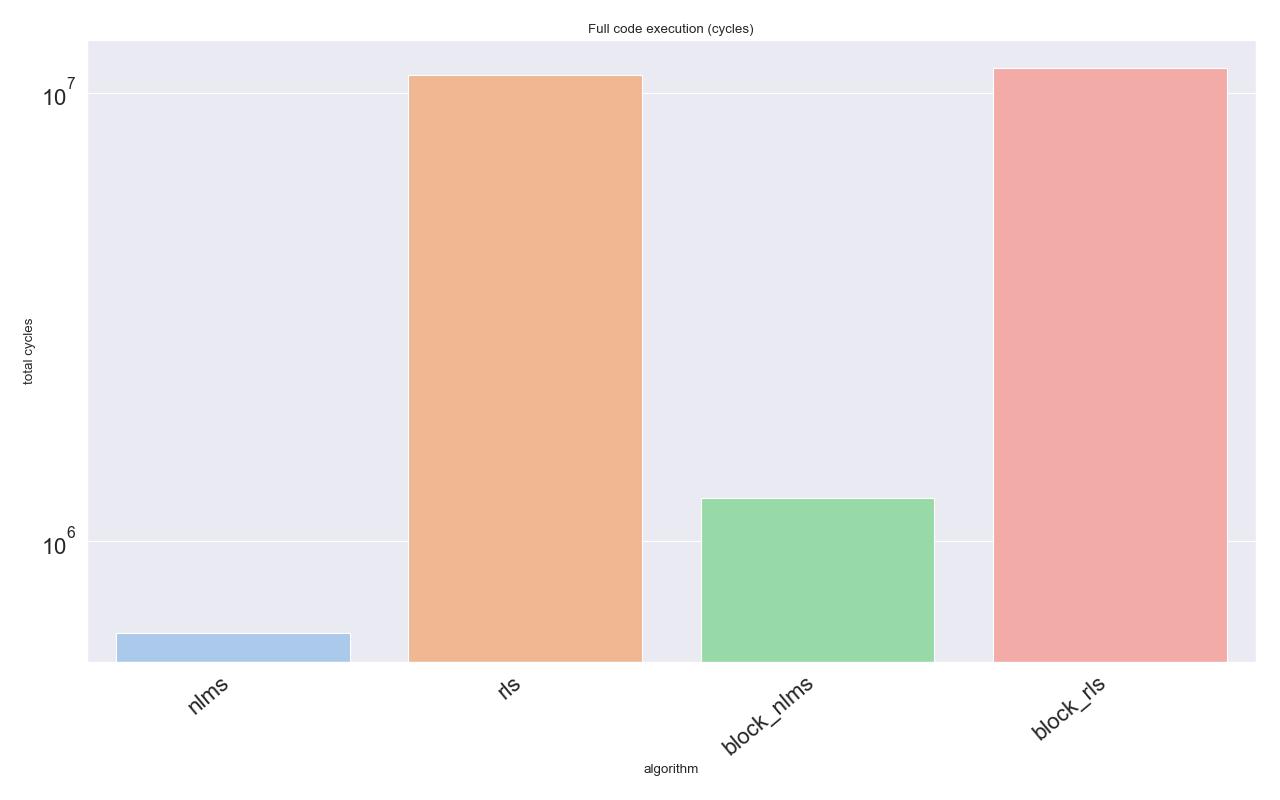 Full code execution (cycles)
10^7
10^6
total cycles
nlms
rls
block_nlms
block_rls
algorithm